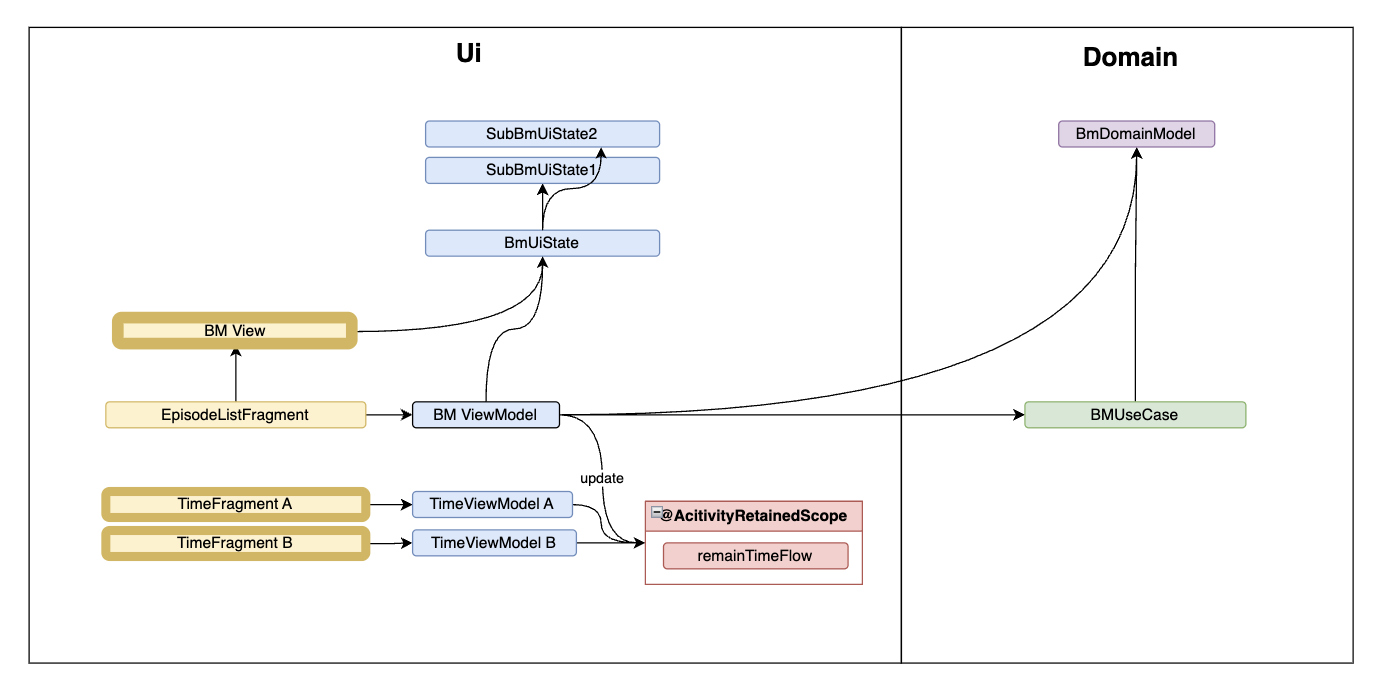 Ui
Domain
SubBmUiState2
BmDomainModel
SubBmUiState1
BmUiState
BM View
EpisodeListFragment
BM ViewModel
BMUseCase
update
TimeFragment A
TimeViewModel A
@AcitivityRetainedScope
TimeFragment B
TimeViewModel B
remainTimeFlow